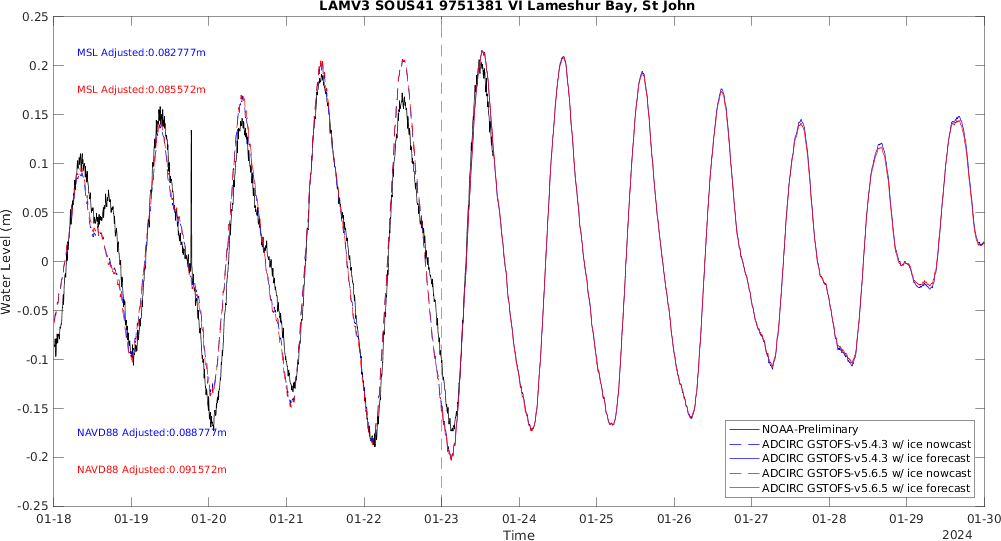 LAMV3 SOUS41 9751381 VI Lameshur Bay, St John
0.25
0.2
0.15
0.1
0.05
0
-0.05
-0.1
-0.15
-0.2
-0.25
Water Level (m)
MSL Adjusted:0.082777m
MSL Adjusted:0.085572m
NAVD88 Adjusted:0.088777m
NAVD88 Adjusted:0.091572m
NOAA-Preliminary
ADCIRC GSTOFS-v5.4.3 w/ ice nowcast
ADCIRC GSTOFS-v5.4.3 w/ ice forecast
ADCIRC GSTOFS-v5.6.5 w/ ice nowcast
ADCIRC GSTOFS-v5.6.5 w/ ice forecast
01-18 01-19 01-20 01-21 01-22 01-23 01-24 01-25 01-26 01-27 01-28 01-29 01-30
Time
2024